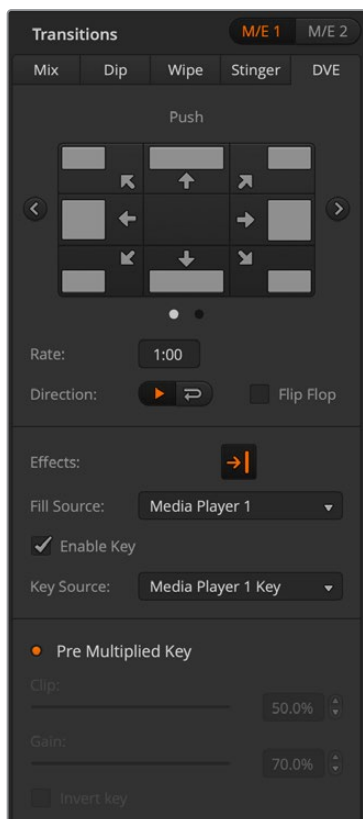 Transitions M/E 1 M/E 2
Mix Dip Wipe Stinger DVE
Push
Rate: 1:00
Direction: Flip Flop
Effects:
Fill Source: Media Player 1
Enable Key
Key Source: Media Player 1 Key
Pre Multiplied Key
Clip:
50.0%
Gain:
70.0%
Invert key